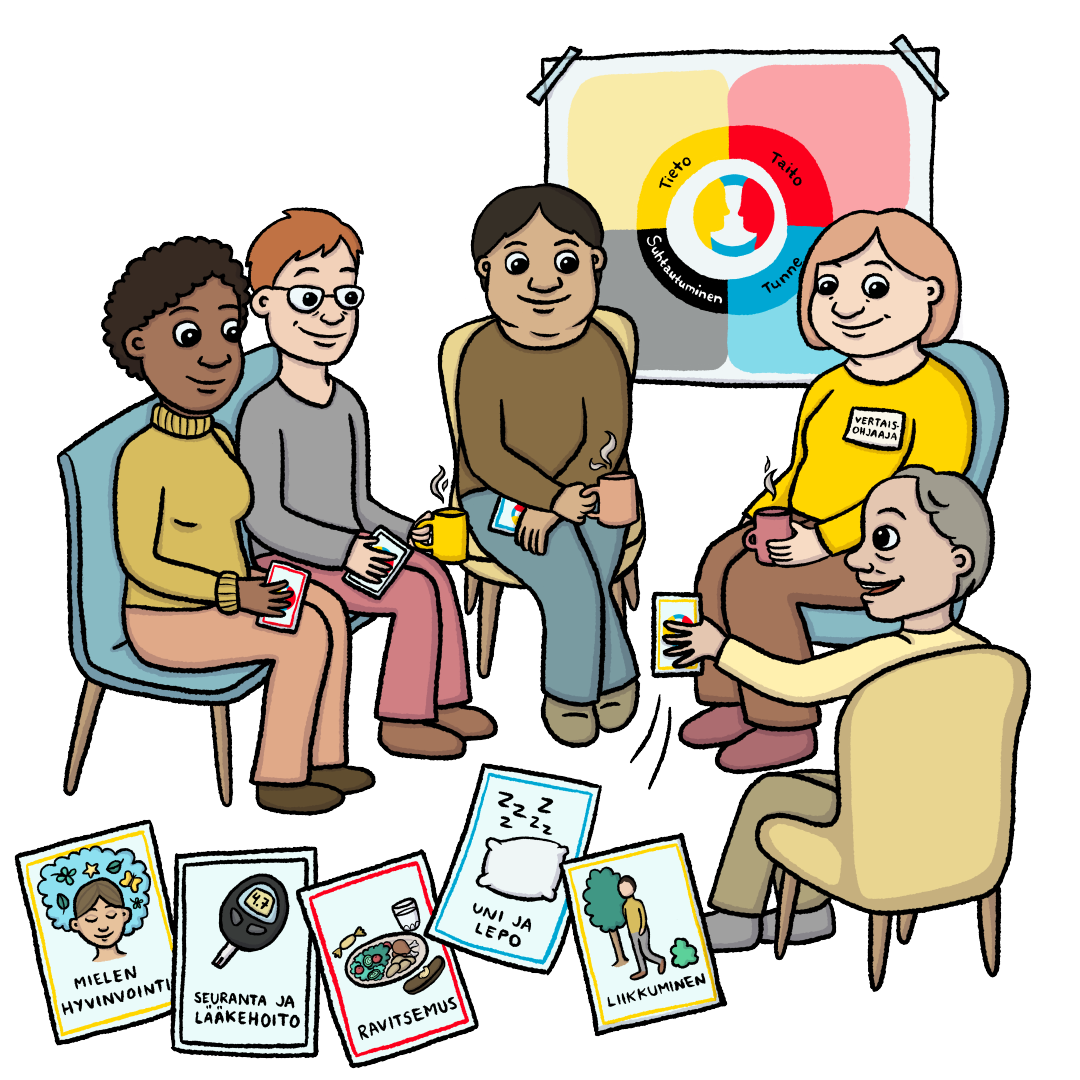 Tieto
Taito
Suhtautuminen
Tunne
VERTAIS-
OHJAAJA
MIELEN
HYVINVOINTI
4.7
SEURANTA JA
LÄÄKEHOITO
RAVITSEMUS
Z Z Z
Z Z Z
UNI JA
LEPO
LIIKKUMINEN